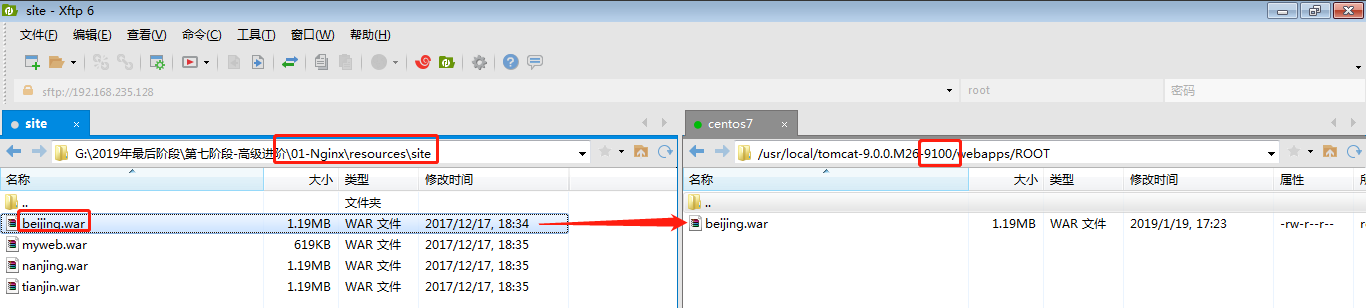 site - Xftp 6
文件(F) 编辑(E) 查看(V) 命令(C) 工具(T) 窗口(W) 帮助(H)
sftp://192.168.235.128 root 密码
site × centos7 ×
G:\2019年最后阶段\第七阶段-高级进阶\01-Nginx\resources\site /usr/local/tomcat-9.0.0.M26-9100/webapps/ROOT
名称 大小 类型 修改时间 名称 大小 类型 修改时间 属性
.. 文件夹 ..
beijing.war 1.19MB WAR 文件 2017/12/17, 18:34 beijing.war 1.19MB WAR 文件 2019/1/19, 17:23 -rw-r--r--
myweb.war 619KB WAR 文件 2017/12/17, 18:35
nanjing.war 1.19MB WAR 文件 2017/12/17, 18:35
tianjin.war 1.19MB WAR 文件 2017/12/17, 18:35